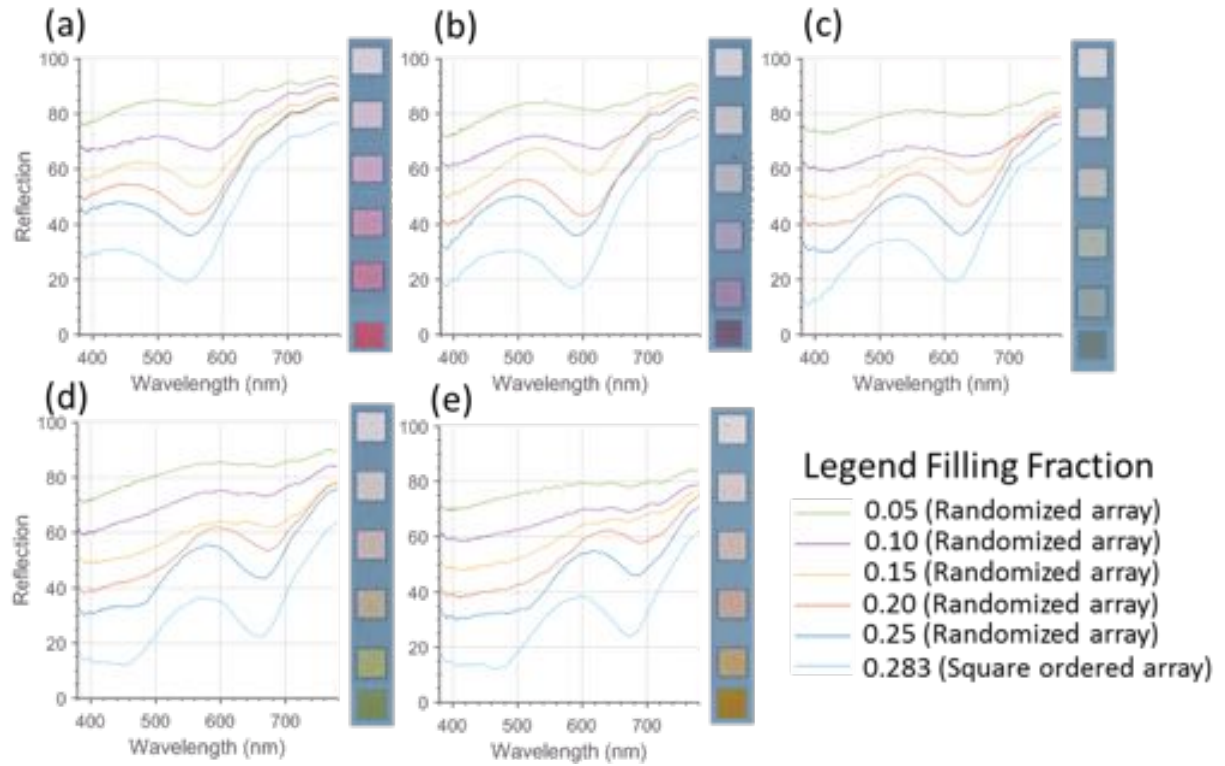 (a)
(b)
(c)
100
80
60
40
20
0
Reflection
400 500 600 700
Wavelength (nm)
100
80
60
40
20
0
400 500 600 700
Wavelength (nm)
100
80
60
40
20
0
400 500 600 700
Wavelength (nm)
(d)
(e)
100
80
60
40
20
0
Reflection
400 500 600 700
Wavelength (nm)
100
80
60
40
20
0
400 500 600 700
Wavelength (nm)
Legend Filling Fraction
0.05 (Randomized array)
0.10 (Randomized array)
0.15 (Randomized array)
0.20 (Randomized array)
0.25 (Randomized array)
0.283 (Square ordered array)